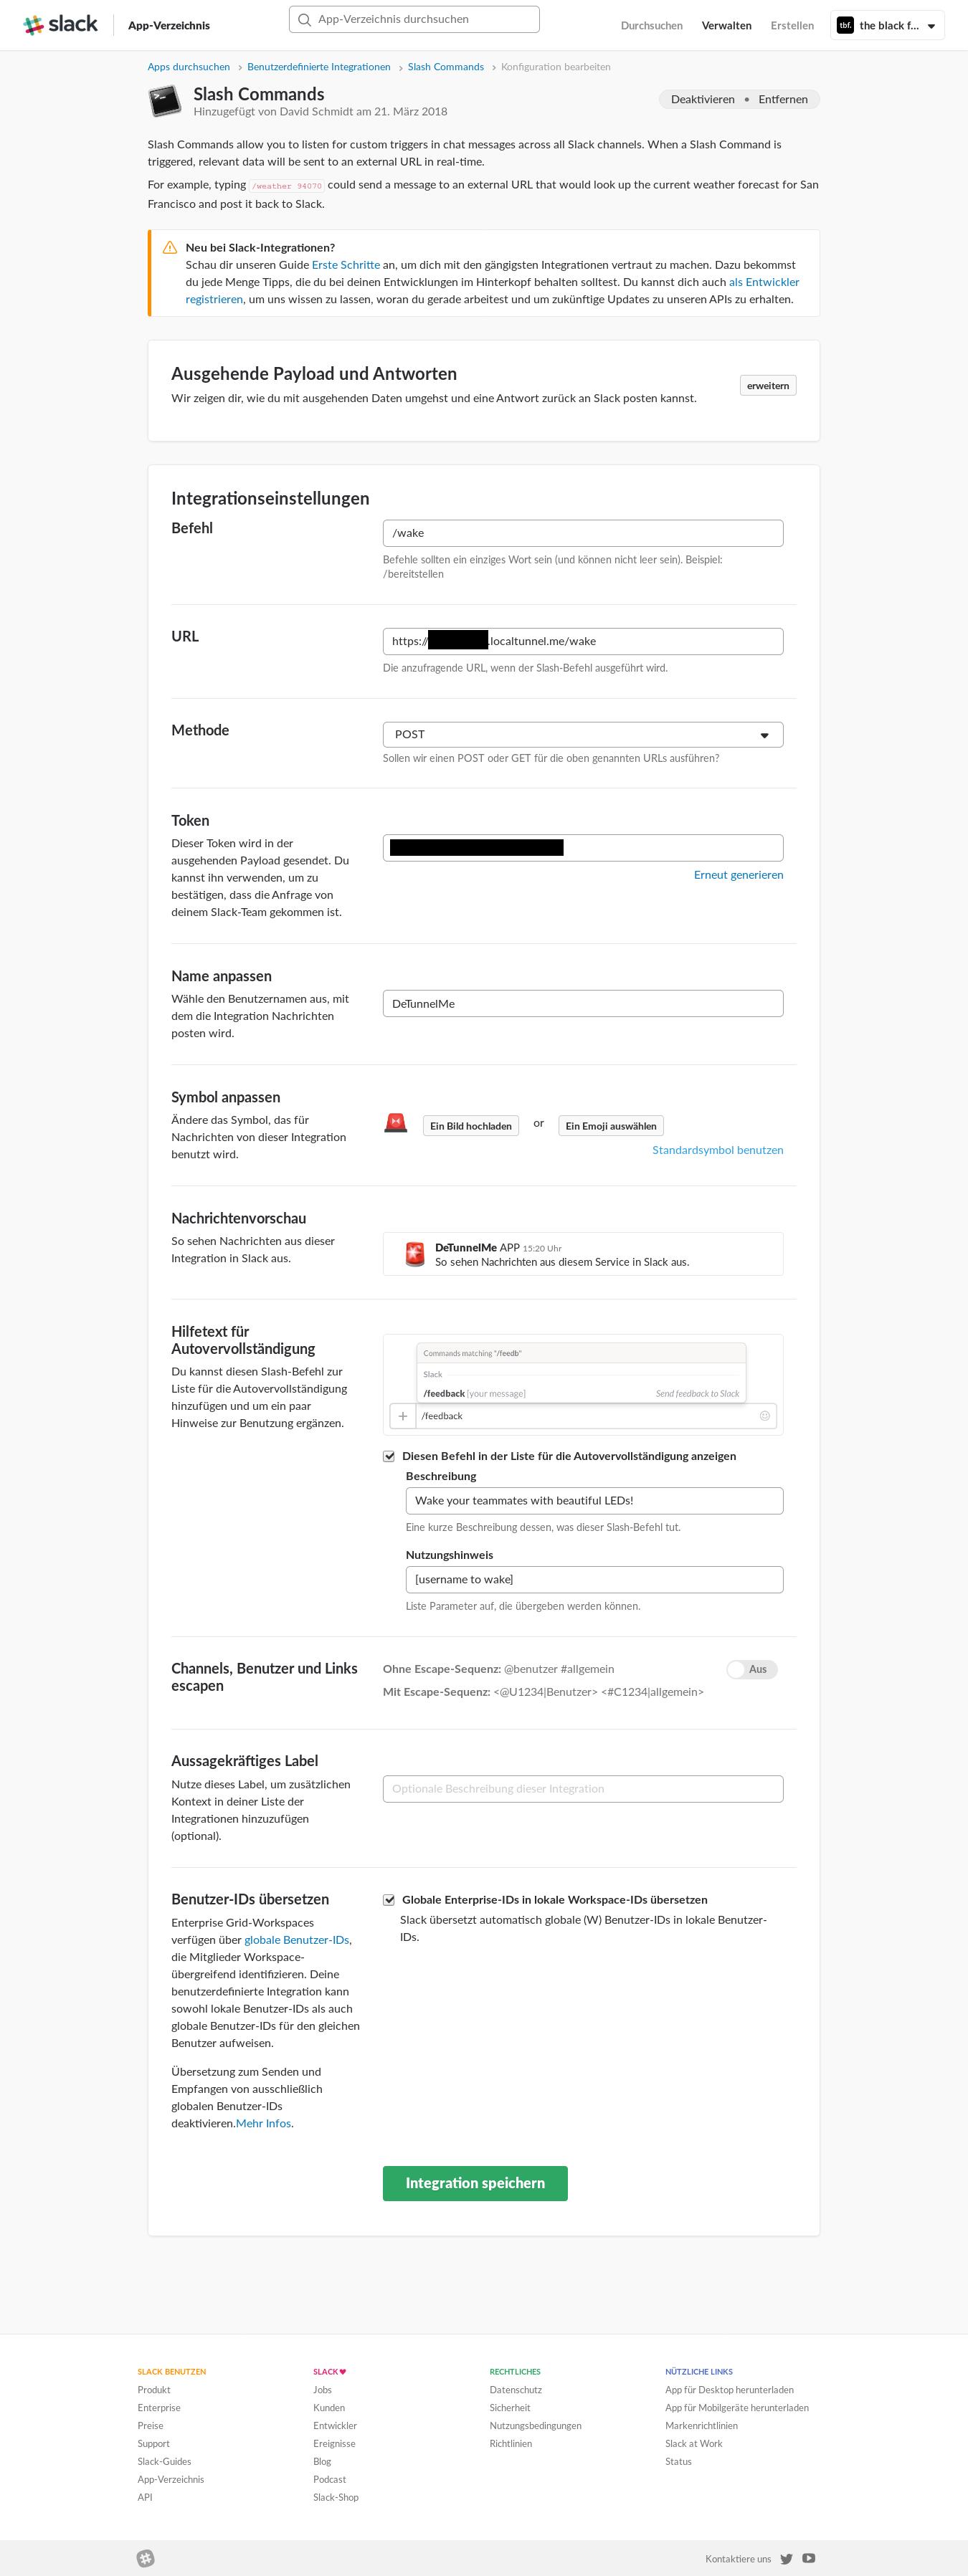 slack
App-Verzeichnis
App-Verzeichnis durchsuchen
Durchsuchen
Verwalten
Erstellen
tbf.
the black f...
Apps durchsuchen > Benutzerdefinierte Integrationen > Slash Commands > Konfiguration bearbeiten
Slash Commands
Hinzugefügt von David Schmidt am 21. März 2018
Deaktivieren • Entfernen
Slash Commands allow you to listen for custom triggers in chat messages across all Slack channels. When a Slash Command is
triggered, relevant data will be sent to an external URL in real-time.
For example, typing /weather 94070 could send a message to an external URL that would look up the current weather forecast for San
Francisco and post it back to Slack.
Neu bei Slack-Integrationen?
Schau dir unseren Guide Erste Schritte an, um dich mit den gängigsten Integrationen vertraut zu machen. Dazu bekommst
du jede Menge Tipps, die du bei deinen Entwicklungen im Hinterkopf behalten solltest. Du kannst dich auch als Entwickler
registrieren, um uns wissen zu lassen, woran du gerade arbeitest und um zukünftige Updates zu unseren APIs zu erhalten.
Ausgehende Payload und Antworten
Wir zeigen dir, wie du mit ausgehenden Daten umgehst und eine Antwort zurück an Slack posten kannst.
erweitern
Integrationseinstellungen
Befehl
/wake
Befehle sollten ein einziges Wort sein (und können nicht leer sein). Beispiel:
/bereitstellen
URL
https:// .localtunnel.me/wake
Die anzufragende URL, wenn der Slash-Befehl ausgeführt wird.
Methode
POST
Sollen wir einen POST oder GET für die oben genannten URLs ausführen?
Token
Dieser Token wird in der
ausgehenden Payload gesendet. Du
kannst ihn verwenden, um zu
bestätigen, dass die Anfrage von
deinem Slack-Team gekommen ist.
Erneut generieren
Name anpassen
Wähle den Benutzernamen aus, mit
dem die Integration Nachrichten
posten wird.
DeTunnelMe
Symbol anpassen
Ändere das Symbol, das für
Nachrichten von dieser Integration
benutzt wird.
Ein Bild hochladen or Ein Emoji auswählen
Standardsymbol benutzen
Nachrichtenvorschau
So sehen Nachrichten aus dieser
Integration in Slack aus.
DeTunnelMe APP 15:20 Uhr
So sehen Nachrichten aus diesem Service in Slack aus.
Hilfetext für
Autovervollständigung
Du kannst diesen Slash-Befehl zur
Liste für die Autovervollständigung
hinzufügen und um ein paar
Hinweise zur Benutzung ergänzen.
Commands matching "/feedb"
Slack
/feedback [your message] Send feedback to Slack
/feedback
Diesen Befehl in der Liste für die Autovervollständigung anzeigen
Beschreibung
Wake your teammates with beautiful LEDs!
Eine kurze Beschreibung dessen, was dieser Slash-Befehl tut.
Nutzungshinweis
[username to wake]
Liste Parameter auf, die übergeben werden können.
Channels, Benutzer und Links
escapen
Ohne Escape-Sequenz: @benutzer #allgemein
Mit Escape-Sequenz: <@U1234|Benutzer> <#C1234|allgemein>
Aus
Aussagekräftiges Label
Nutze dieses Label, um zusätzlichen
Kontext in deiner Liste der
Integrationen hinzuzufügen
(optional).
Optionale Beschreibung dieser Integration
Benutzer-IDs übersetzen
Enterprise Grid-Workspaces
verfügen über globale Benutzer-IDs,
die Mitglieder Workspace-
übergreifend identifizieren. Deine
benutzerdefinierte Integration kann
sowohl lokale Benutzer-IDs als auch
globale Benutzer-IDs für den gleichen
Benutzer aufweisen.
Übersetzung zum Senden und
Empfangen von ausschließlich
globalen Benutzer-IDs
deaktivieren.Mehr Infos.
Globale Enterprise-IDs in lokale Workspace-IDs übersetzen
Slack übersetzt automatisch globale (W) Benutzer-IDs in lokale Benutzer-
IDs.
Integration speichern
SLACK BENUTZEN
Produkt
Enterprise
Preise
Support
Slack-Guides
App-Verzeichnis
API
SLACK ♥
Jobs
Kunden
Entwickler
Ereignisse
Blog
Podcast
Slack-Shop
RECHTLICHES
Datenschutz
Sicherheit
Nutzungsbedingungen
Richtlinien
NÜTZLICHE LINKS
App für Desktop herunterladen
App für Mobilgeräte herunterladen
Markenrichtlinien
Slack at Work
Status
Kontaktiere uns